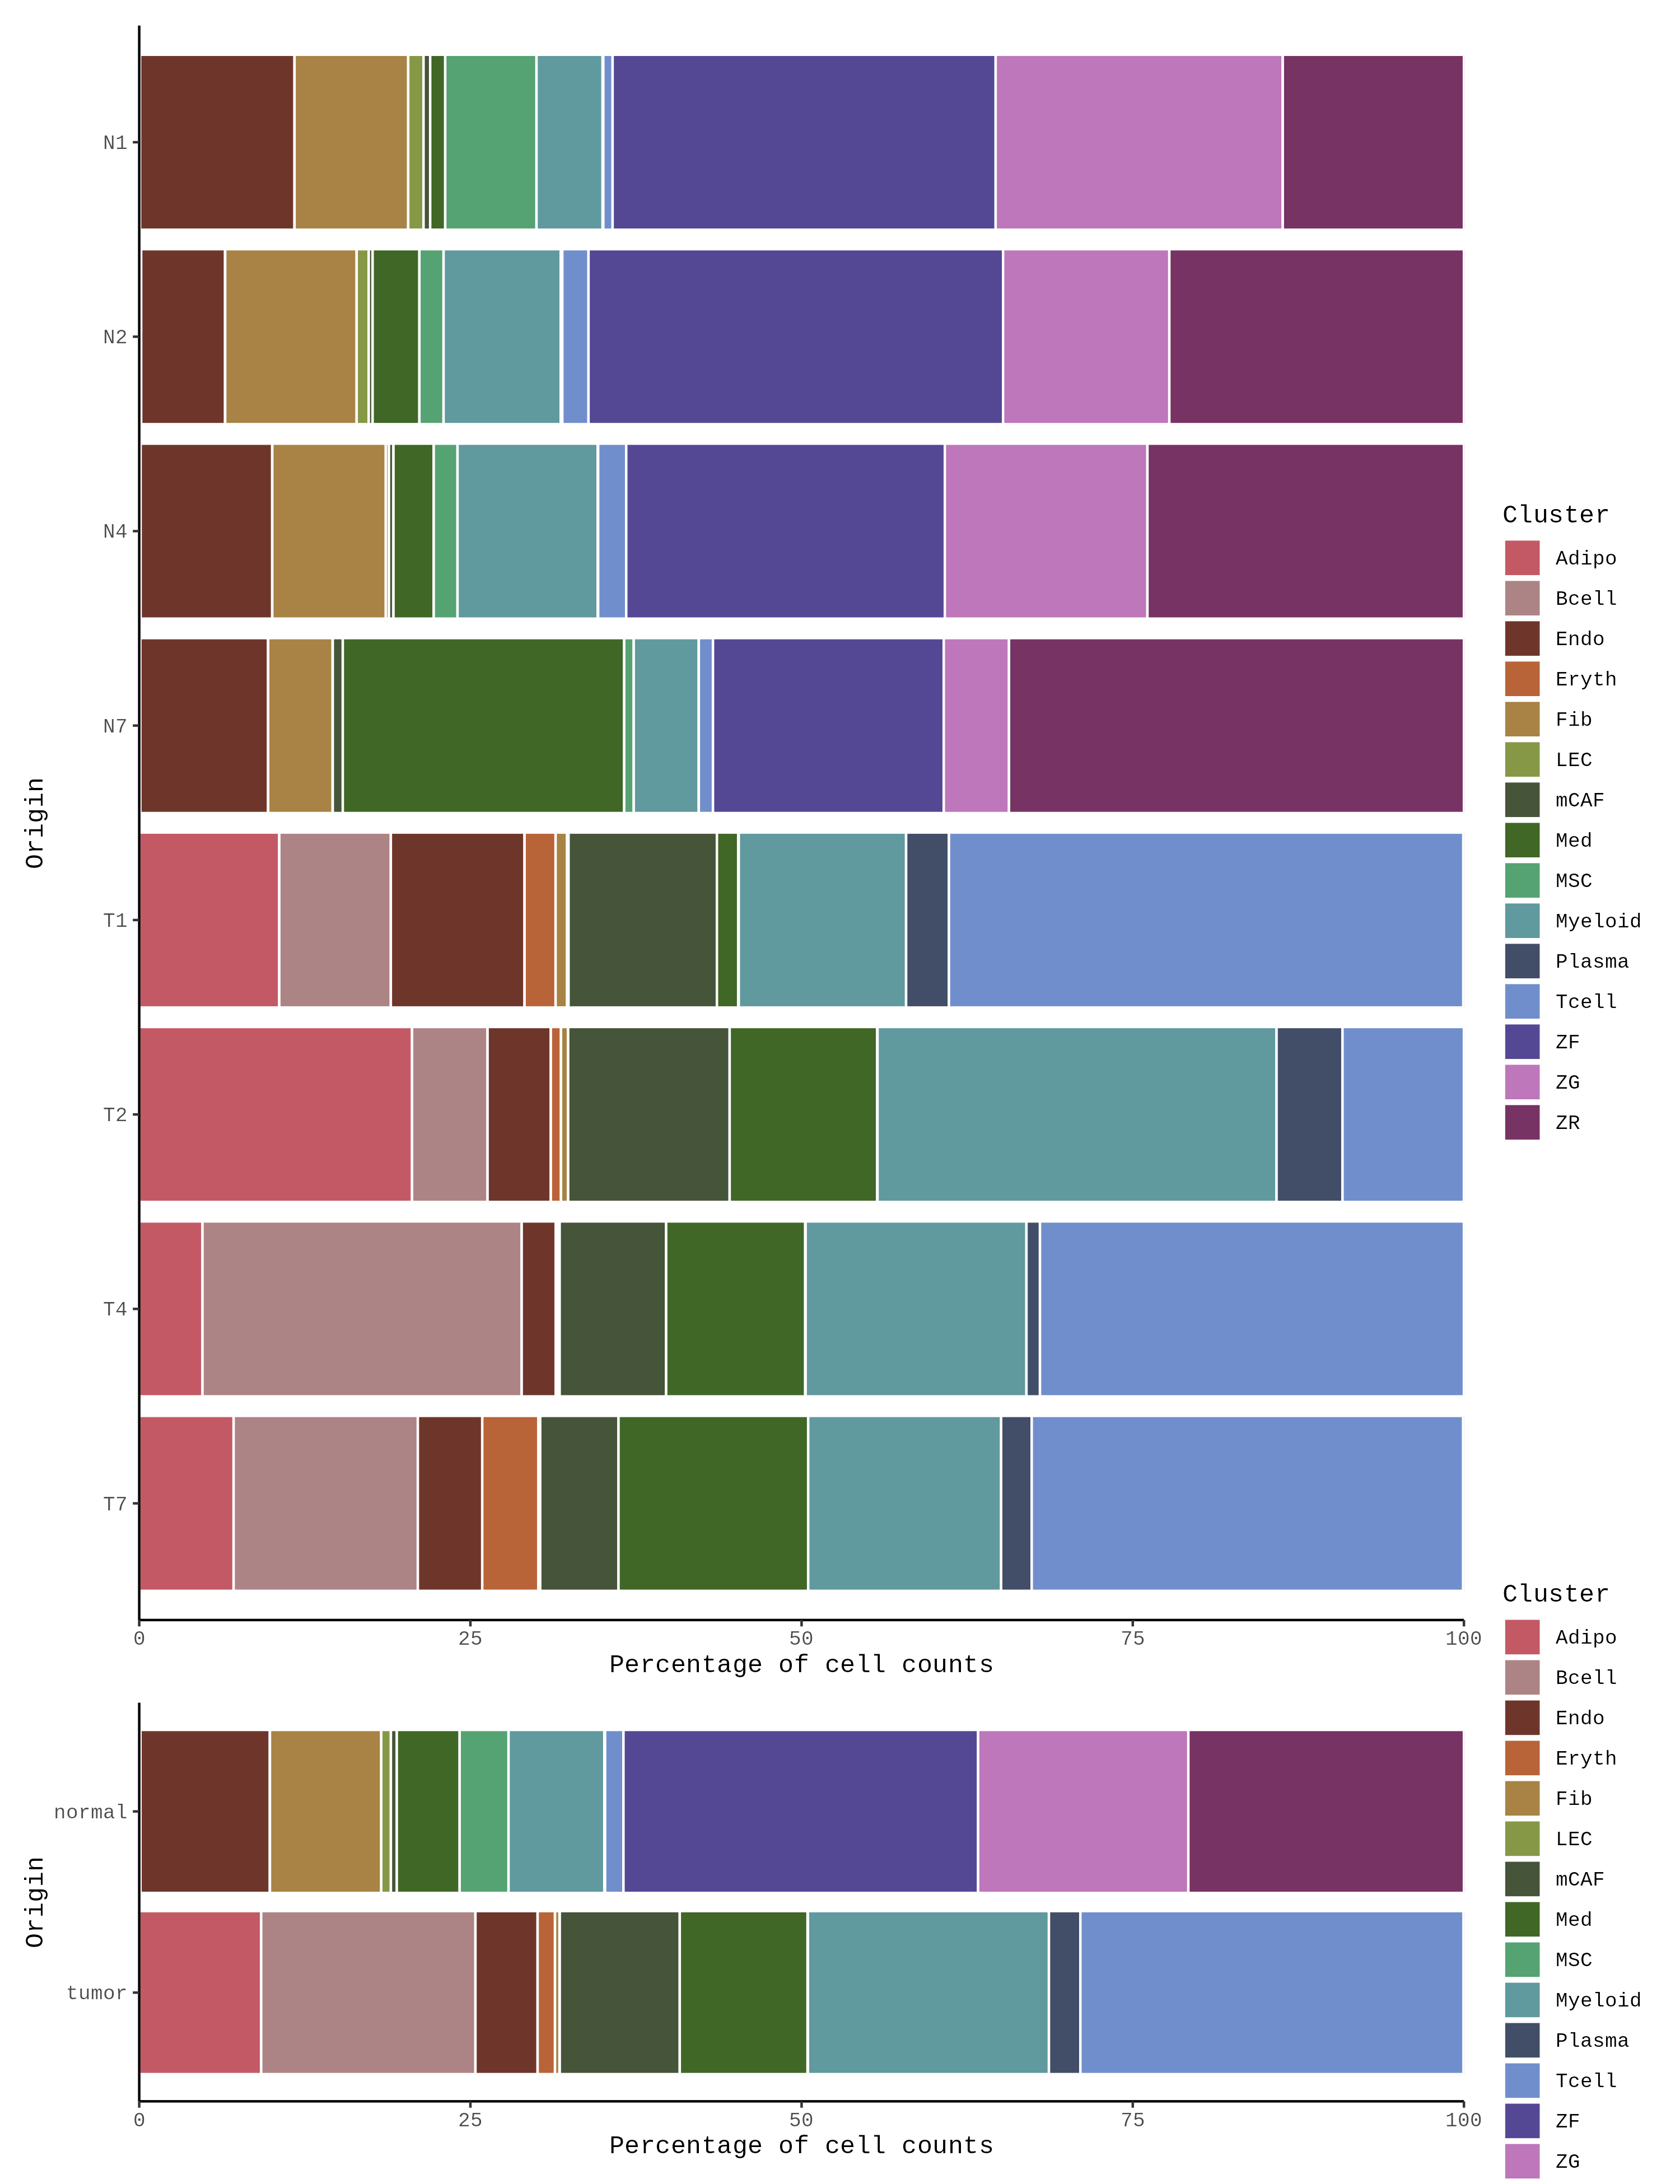 N1
N2
N4
N7
T1
T2
T4
T7
Origin
0 25 50 75 100
Percentage of cell counts
Cluster
Adipo
Bcell
Endo
Eryth
Fib
LEC
mCAF
Med
MSC
Myeloid
Plasma
Tcell
ZF
ZG
ZR
normal
tumor
Origin
0 25 50 75 100
Percentage of cell counts
Cluster
Adipo
Bcell
Endo
Eryth
Fib
LEC
mCAF
Med
MSC
Myeloid
Plasma
Tcell
ZF
ZG